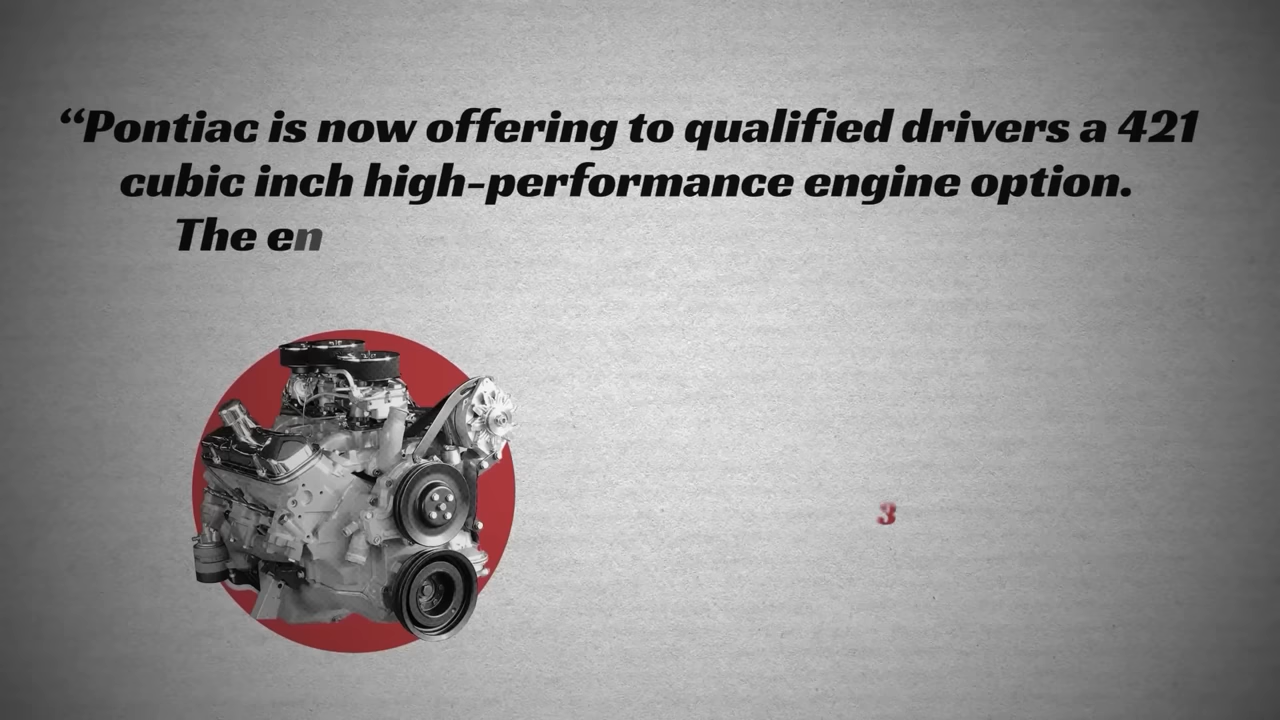 “Pontiac is now offering to qualified drivers a 421
cubic inch high-performance engine option.
The en
3